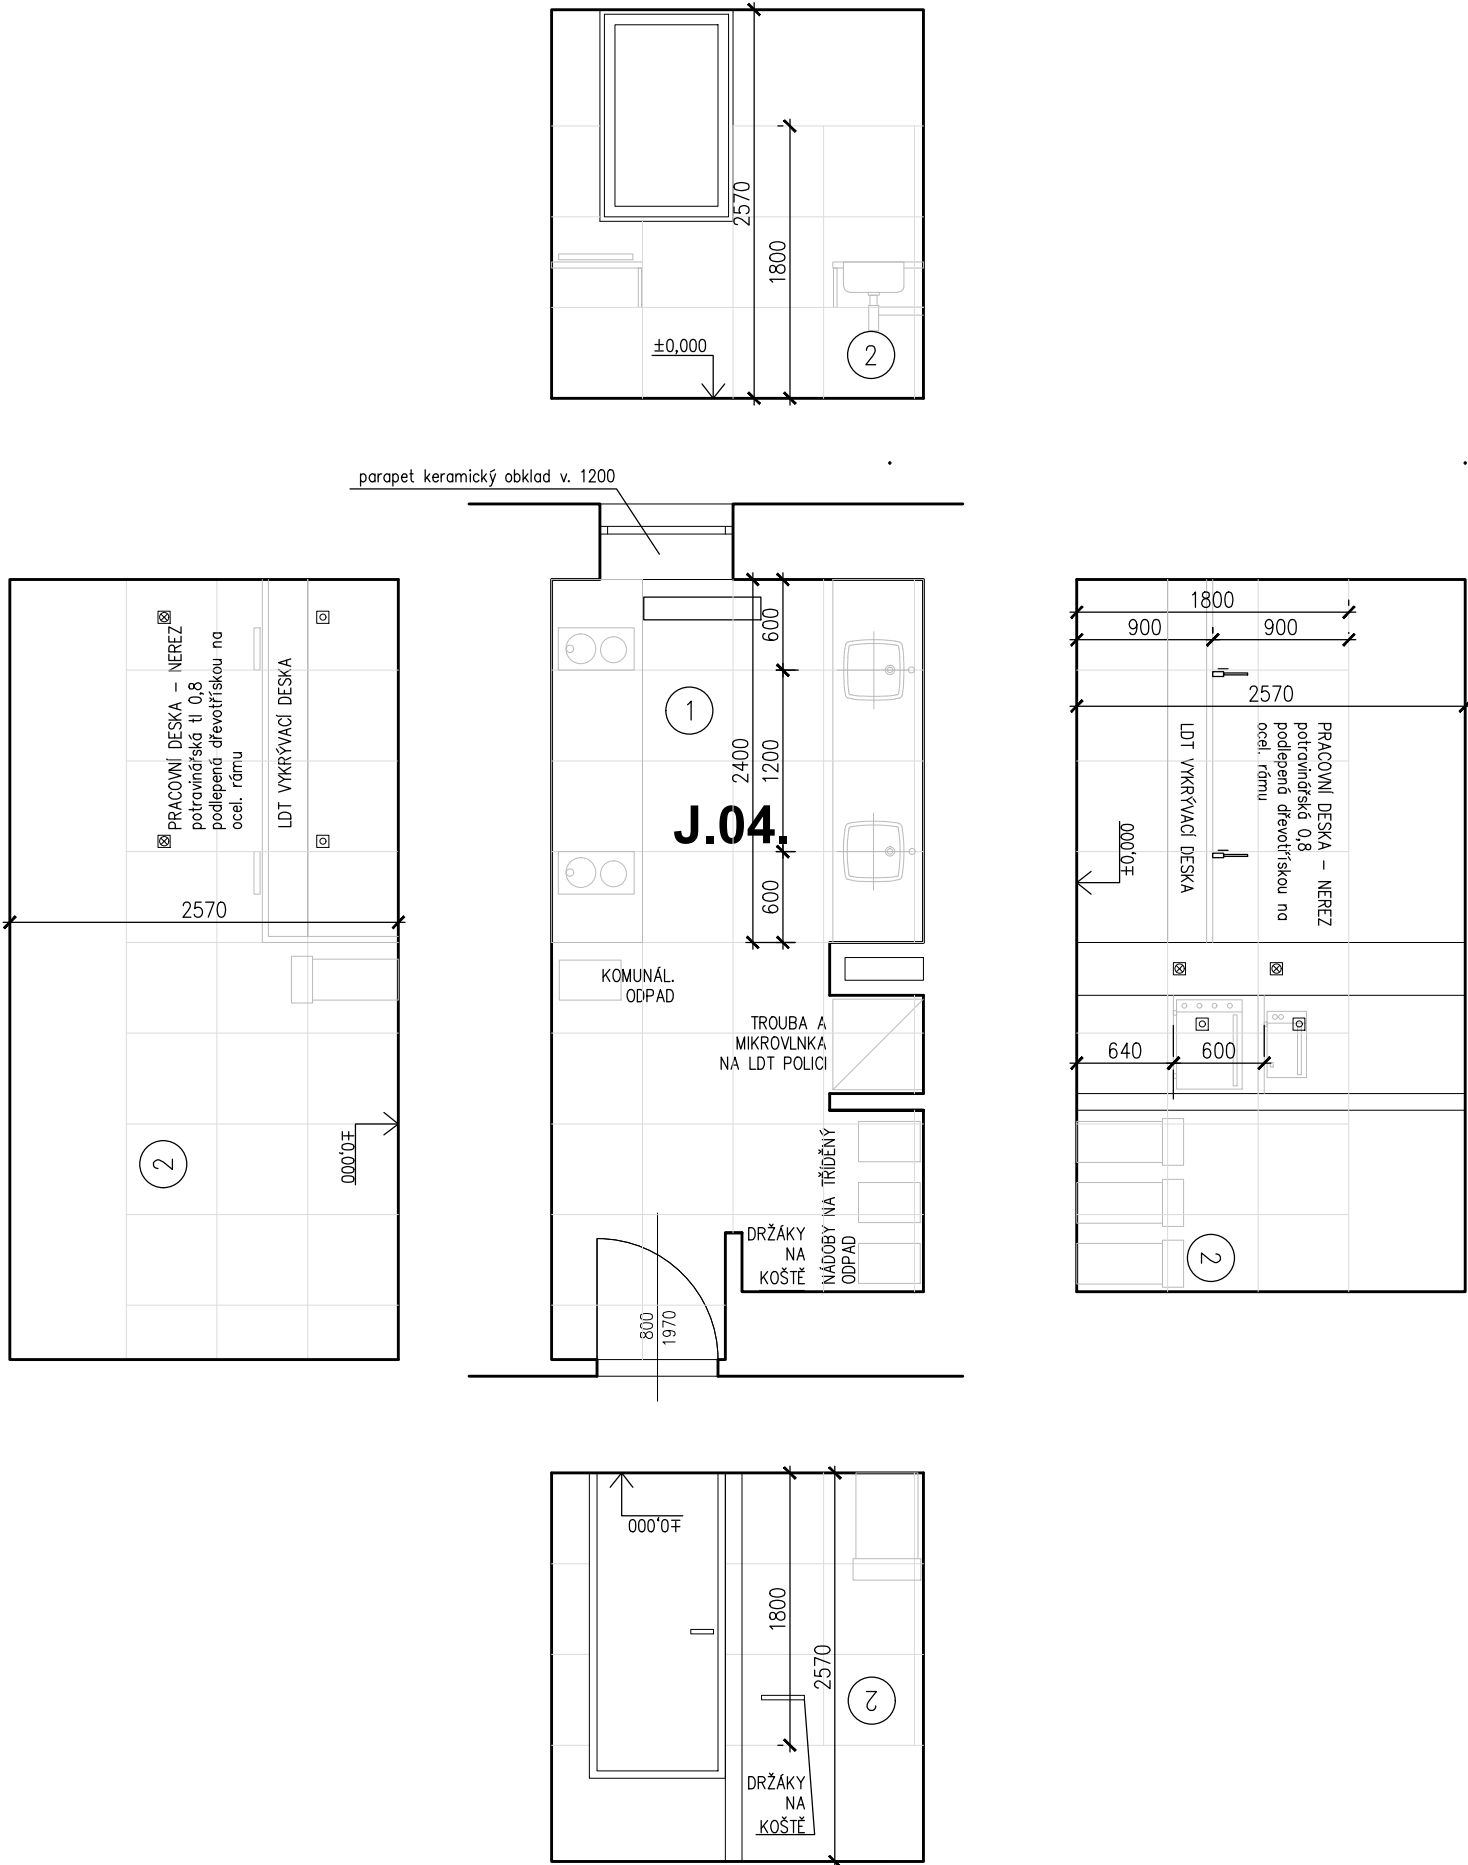 2570
1800
±0,000
2
parapet keramický obklad v. 1200
PRACOVNÍ DESKA – NEREZ
potravinářská tl 0,8
podlepená dřevotřískou na
ocel. rámu
LDT VYKRÝVACÍ DESKA
2570
2
±0,000
1
600
2400
1200
J.04.
600
KOMUNÁL.
ODPAD
TROUBA A
MIKROVLNKA
NA LDT POLICI
NÁDOBY NA TŘÍDĚNÝ
ODPAD
DRŽÁKY
NA
KOŠTĚ
800
1970
1800
900
900
2570
PRACOVNÍ DESKA – NEREZ
potravinářská 0,8
podlepená dřevotřískou na
ocel. rámu
LDT VYKRÝVACÍ DESKA
±0,000
640
600
2
±0,000
1800
2570
2
DRŽÁKY
NA
KOŠTĚ